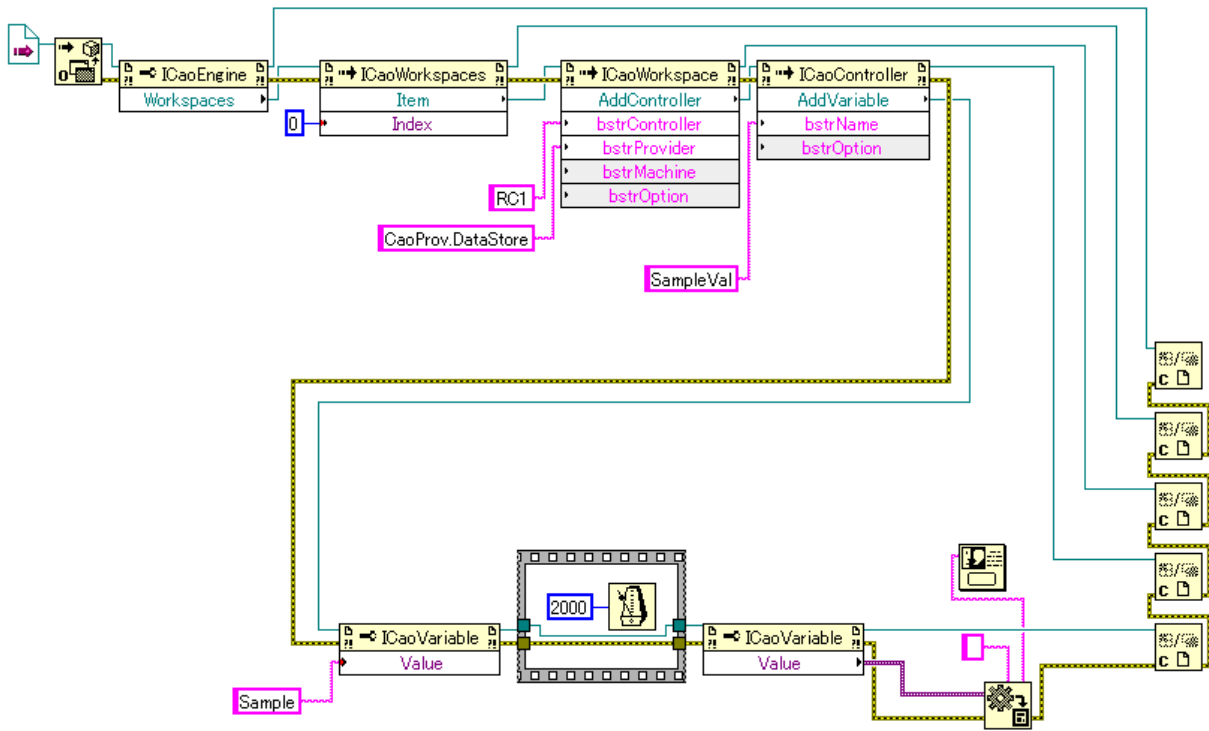 ICaoEngine
Workspaces
ICaoWorkspaces
Item
Index
0
ICaoWorkspace
AddController
bstrController
bstrProvider
bstrMachine
bstrOption
ICaoController
AddVariable
bstrName
bstrOption
RC1
CaoProv.DataStore
SampleVal
C
C
C
C
C
2000
ICaoVariable
Value
ICaoVariable
Value
Sample